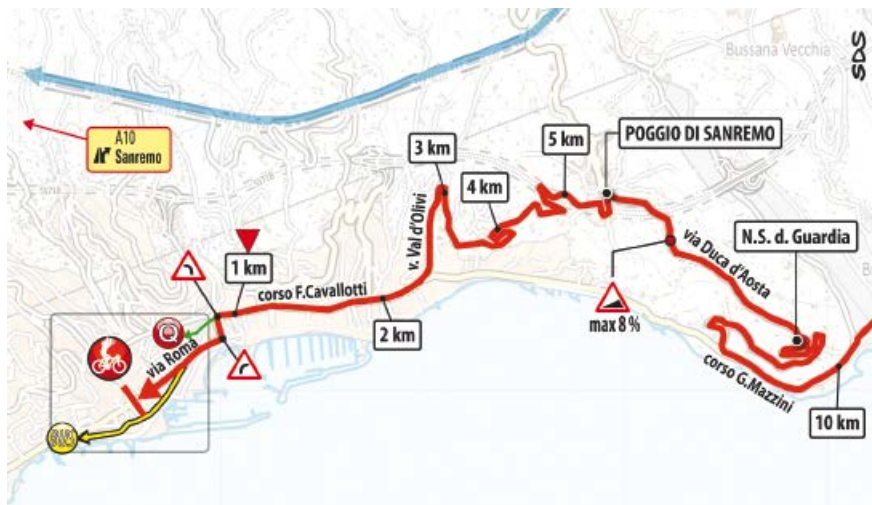 Bussana Vecchia
SDS
A10
Sanremo
3 km
5 km
POGGIO DI SANREMO
4 km
v. Val d'Olivi
N.S. d. Guardia
via Duca d'Aosta
1 km
corso F.Cavallotti
max 8 %
2 km
via Roma
corso G.Mazzini
10 km